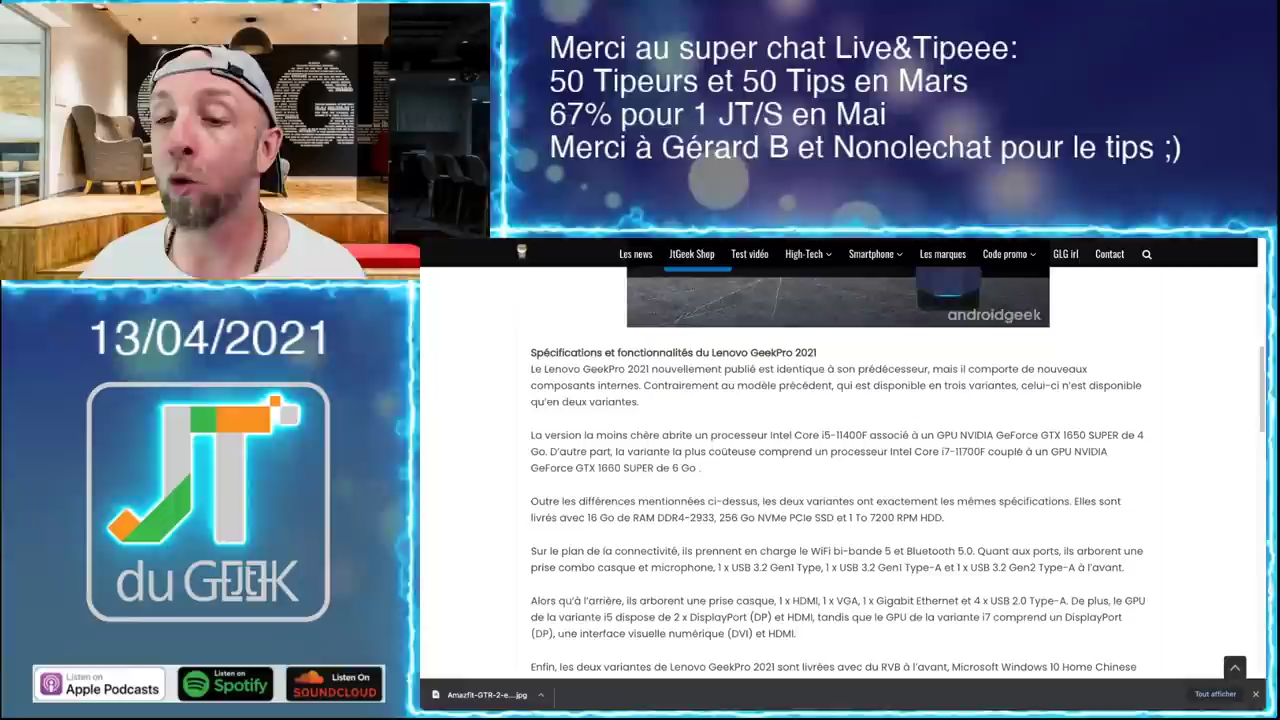 Merci au super chat Live&Tipeee:
50 Tipeurs et 50 Tips en Mars
67% pour 1 JT/S en Mai
Merci à Gérard B et Nonolechat pour le tips ;)
Les news JtGeek Shop Test vidéo High-Tech Smartphone Les marques Code promo GLG irl Contact
androidgeek
13/04/2021
JT
du GEEK
Listen on
Apple Podcasts
Listen on
Spotify
Listen On
SOUNDCLOUD
Spécifications et fonctionnalités du Lenovo GeekPro 2021
Le Lenovo GeekPro 2021 nouvellement publié est identique à son prédécesseur, mais il comporte de nouveaux
composants internes. Contrairement au modèle précédent, qui est disponible en trois variantes, celui-ci n'est disponible
qu'en deux variantes.
La version la moins chère abrite un processeur Intel Core i5-11400F associé à un GPU NVIDIA GeForce GTX 1650 SUPER de 4
Go. D'autre part, la variante la plus coûteuse comprend un processeur Intel Core i7-11700F couplé à un GPU NVIDIA
GeForce GTX 1660 SUPER de 6 Go .
Outre les différences mentionnées ci-dessus, les deux variantes ont exactement les mêmes spécifications. Elles sont
livrés avec 16 Go de RAM DDR4-2933, 256 Go NVMe PCIe SSD et 1 To 7200 RPM HDD.
Sur le plan de la connectivité, ils prennent en charge le WiFi bi-bande 5 et Bluetooth 5.0. Quant aux ports, ils arborent une
prise combo casque et microphone, 1 x USB 3.2 Gen1 Type, 1 x USB 3.2 Gen1 Type-A et 1 x USB 3.2 Gen2 Type-A à l'avant.
Alors qu'à l'arrière, ils arborent une prise casque, 1 x HDMI, 1 x VGA, 1 x Gigabit Ethernet et 4 x USB 2.0 Type-A. De plus, le GPU
de la variante i5 dispose de 2 x DisplayPort (DP) et HDMI, tandis que le GPU de la variante i7 comprend un DisplayPort
(DP), une interface visuelle numérique (DVI) et HDMI.
Enfin, les deux variantes de Lenovo GeekPro 2021 sont livrées avec du RVB à l'avant, Microsoft Windows 10 Home Chinese
Amazfit-GTR-2-e....jpg
Tout afficher